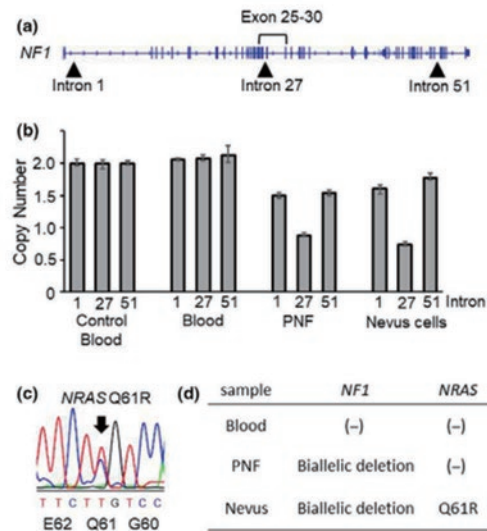 (a)
Exon 25-30
NF1
Intron 1
Intron 27
Intron 51
(b)
Copy Number
2.0
1.5
1.0
0.5
0
1 27 51 1 27 51 1 27 51 1 27 51 Intron
Control Blood
Blood
PNF
Nevus cells
(c)
NRAS Q61R
T T C T T G T C C
E62 Q61 G60
(d)
sample NF1 NRAS
Blood (-) (-)
PNF Biallelic deletion (-)
Nevus Biallelic deletion Q61R